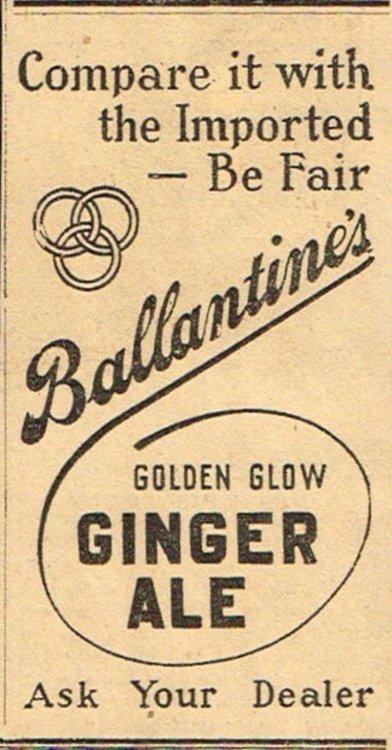 Compare it with
the Imported
— Be Fair
Ballantine's
GOLDEN GLOW
GINGER
ALE
Ask Your Dealer